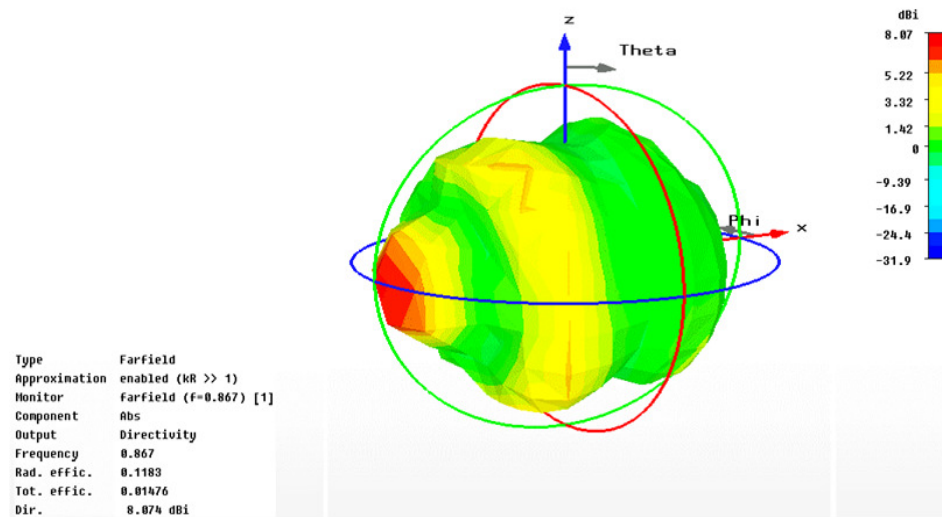 dBi
8.07
5.22
3.32
1.42
0
-9.39
-16.9
-24.4
-31.9
z
Theta
Phi
x
Type Farfield
Approximation enabled (kR >> 1)
Monitor farfield (f=0.867) [1]
Component Abs
Output Directivity
Frequency 0.867
Rad. effic. 0.1183
Tot. effic. 0.01476
Dir. 8.074 dBi